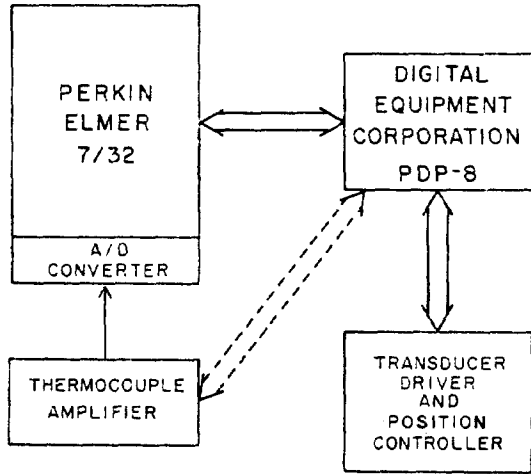 PERKIN
ELMER
7/32
A/D
CONVERTER
THERMOCOUPLE
AMPLIFIER
DIGITAL
EQUIPMENT
CORPORATION
PDP-8
TRANSDUCER
DRIVER
AND
POSITION
CONTROLLER